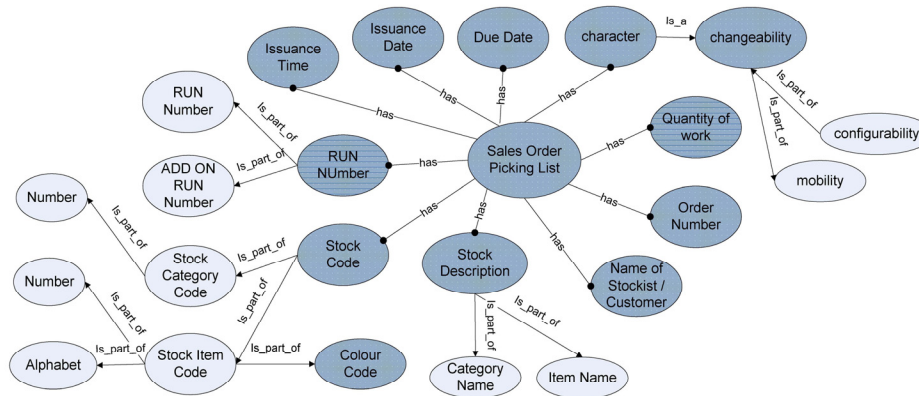 Issuance
Time
Issuance
Date
Due Date
character
Is_a
changeability
has
has
has
has
RUN
Number
Is_part_of
Is_part_of
Is_part_of
Quantity of
work
configurability
RUN
NUmber
has
Sales Order
Picking List
has
mobility
ADD ON
RUN
Number
Is_part_of
Number
has
has
has
has
Order
Number
Is_part_of
Stock
Category
Code
Is_part_of
Stock
Code
Stock
Description
Name of
Stockist /
Customer
Number
Is_part_of
Is_part_of
Is_part_of
Is_part_of
Alphabet
Is_part_of
Stock Item
Code
Is_part_of
Colour
Code
Category
Name
Item Name